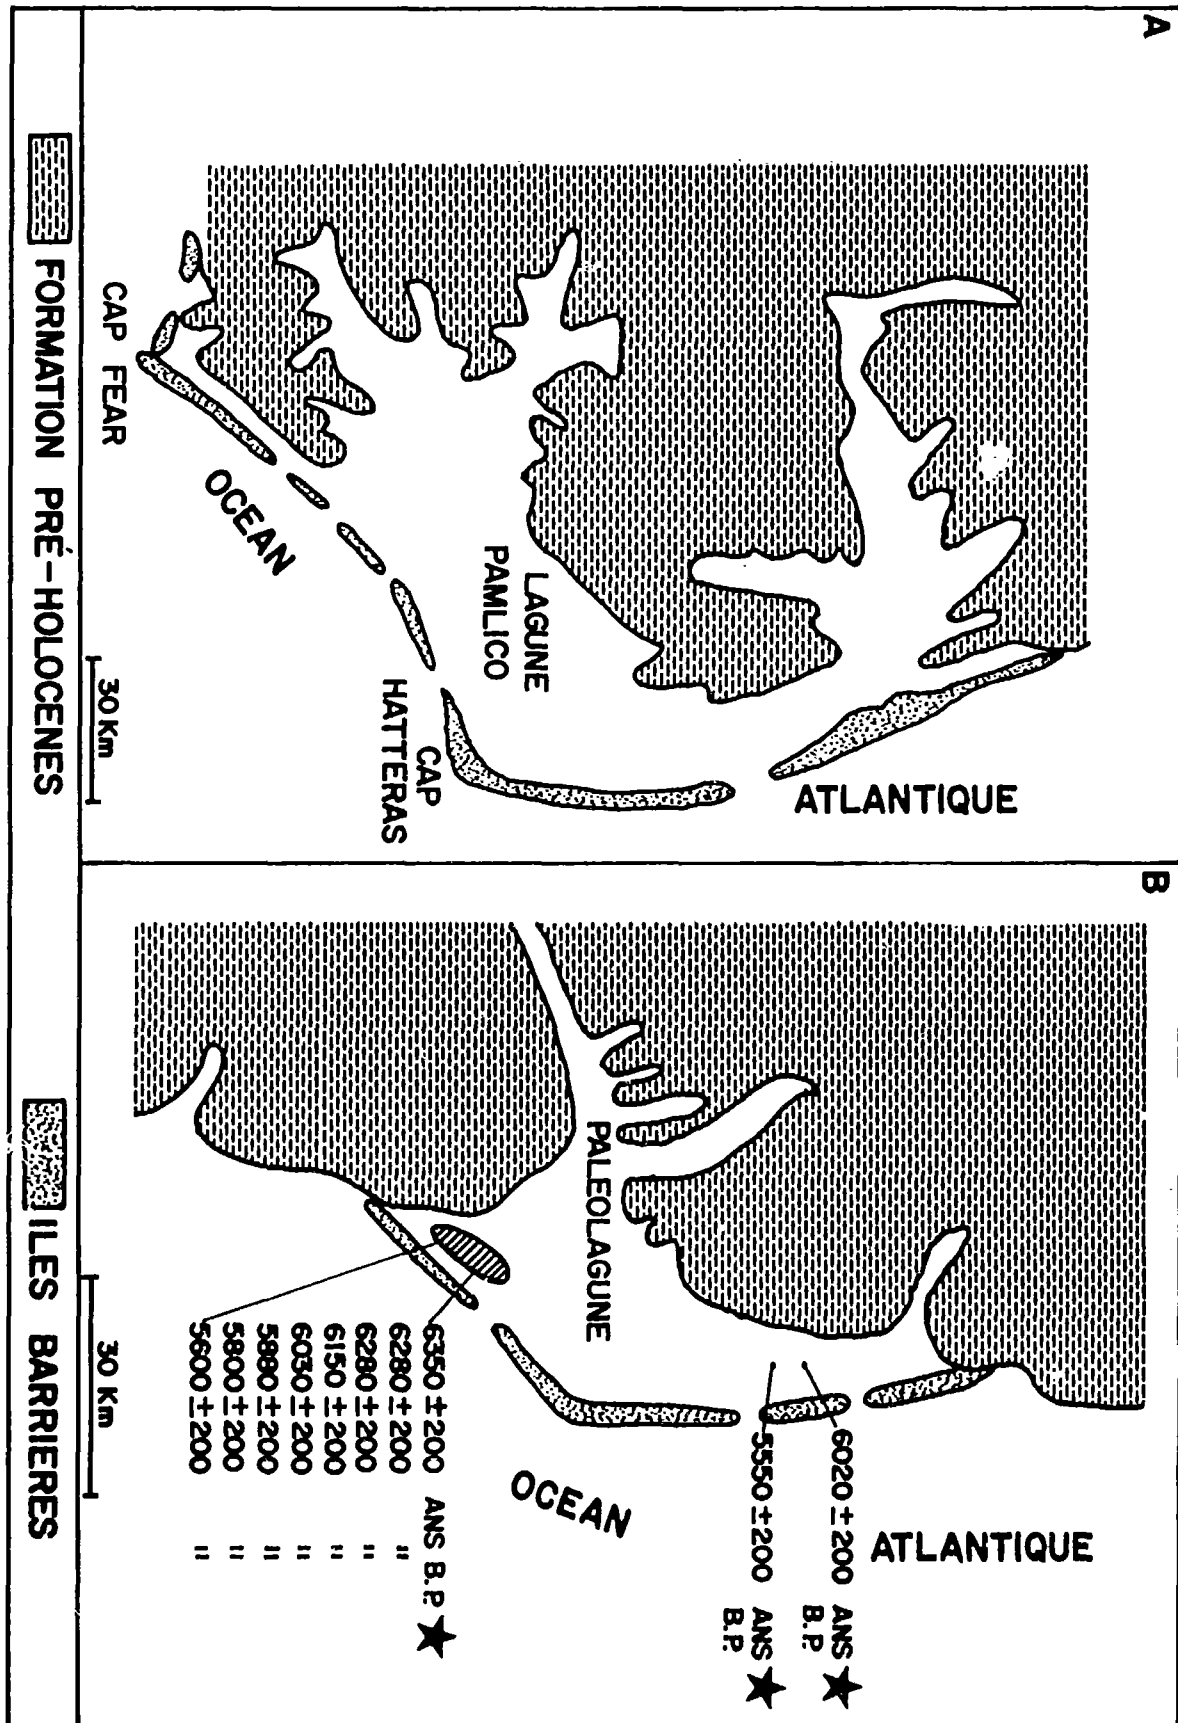 A
ATLANTIQUE
LAGUNE
PAMLICO
CAP
HATTERAS
OCEAN
CAP FEAR
30 Km
B
ATLANTIQUE
6020 ± 200 ANS
B.P.
5550 ± 200 ANS
B.P.
PALEOLAGUNE
OCEAN
6350 ± 200 ANS B.P.
6280 ± 200 "
6280 ± 200 "
6150 ± 200 "
6030 ± 200 "
5880 ± 200 "
5800 ± 200 "
5600 ± 200 "
30 Km
FORMATION PRÉ-HOLOCENES
ILES BARRIERES